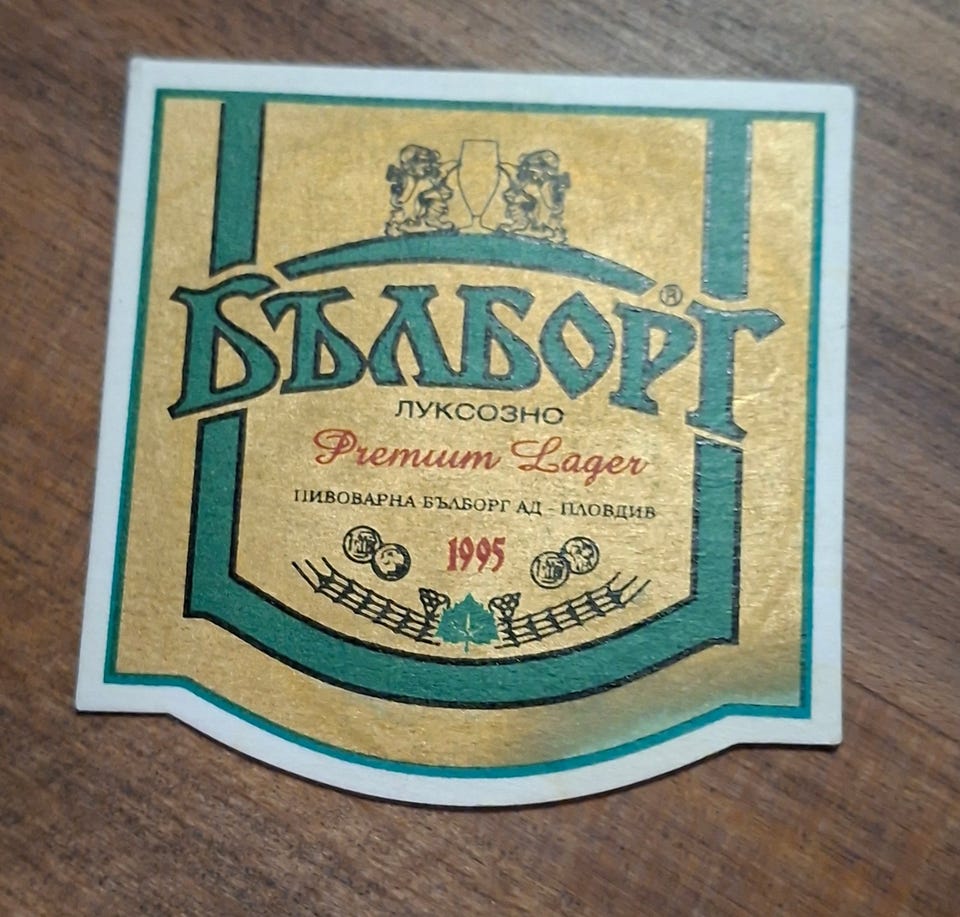 БЪЛБОРГ®
ЛУКСОЗНО
Premium Lager
ПИВОВАРНА БЪЛБОРГ АД - ПЛОВДИВ
1995